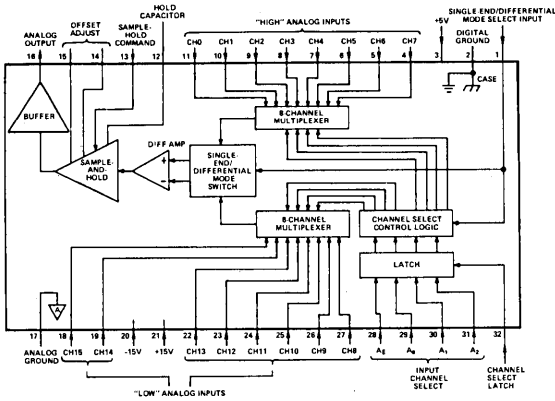 HOLD CAPACITOR
SAMPLE-HOLD COMMAND
OFFSET ADJUST
ANALOG OUTPUT
"HIGH" ANALOG INPUTS
SINGLE-END/DIFFERENTIAL MODE SELECT INPUT
+5V
DIGITAL GROUND
CH0 CH1 CH2 CH3 CH4 CH6 CH5 CH7
16 15 14 13 12 11 10 9 8 7 6 5 4 3 2 1
CASE
BUFFER
8-CHANNEL MULTIPLEXER
DIFF AMP
SAMPLE-AND-HOLD
+
−
SINGLE-END/DIFFERENTIAL MODE SWITCH
8-CHANNEL MULTIPLEXER
CHANNEL SELECT CONTROL LOGIC
LATCH
A
17 18 19 20 21 22 23 24 25 26 27 28 29 30 31 32
ANALOG GROUND
CH15 CH14 -15V +15V CH13 CH12 CH11 CH10 CH9 CH8
A1 A2
INPUT CHANNEL SELECT
CHANNEL SELECT LATCH
"LOW" ANALOG INPUTS